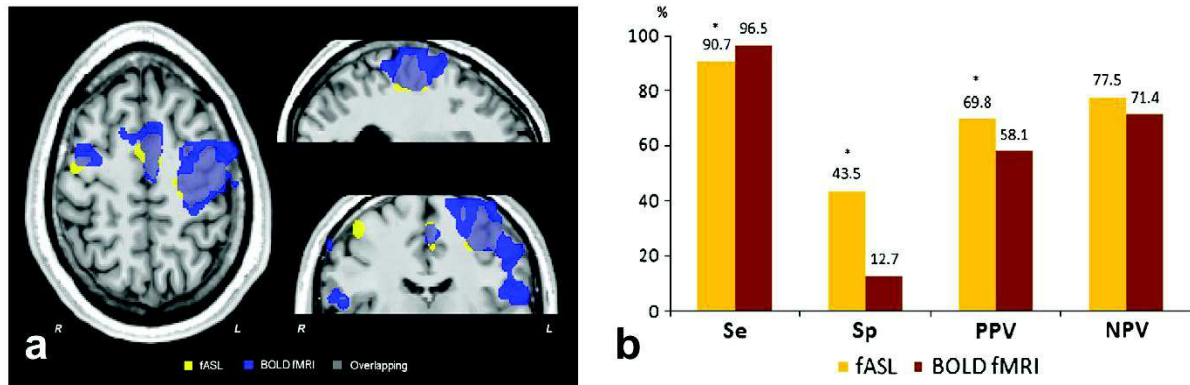 R L
R L
fASL BOLD fMRI Overlapping
a
%
100
80
60
40
20
0
* 90.7 96.5
* 43.5 12.7
* 69.8 58.1
77.5 71.4
Se Sp PPV NPV
fASL BOLD fMRI
b